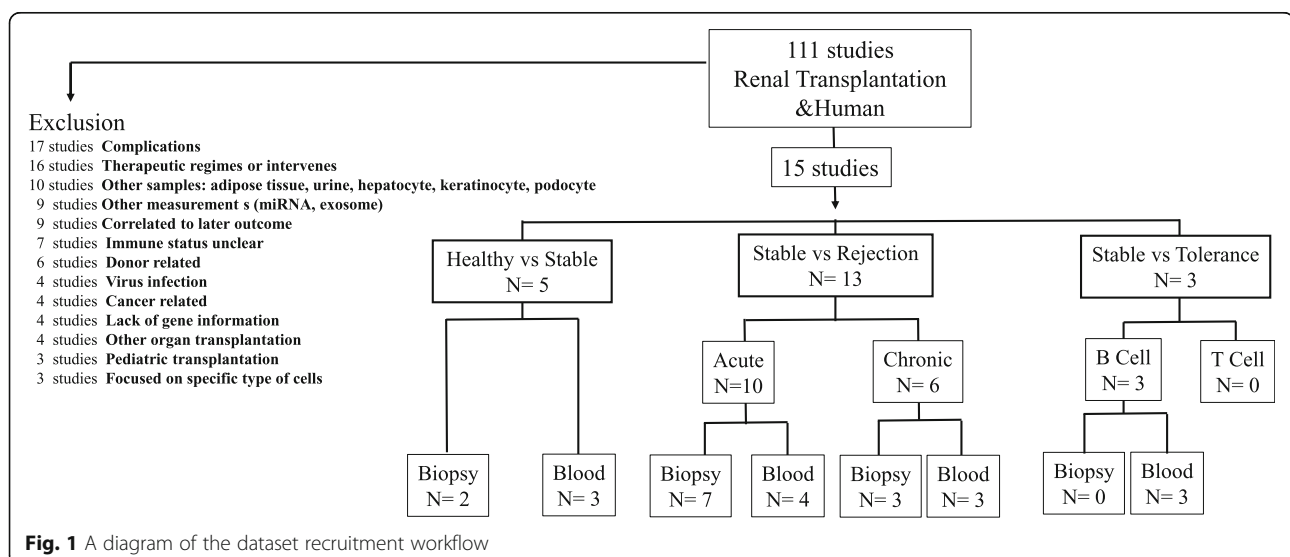 111 studies
Renal Transplantation
&Human
Exclusion
17 studies Complications
16 studies Therapeutic regimes or intervenes
10 studies Other samples: adipose tissue, urine, hepatocyte, keratinocyte, podocyte
9 studies Other measurement s (miRNA, exosome)
9 studies Correlated to later outcome
7 studies Immune status unclear
6 studies Donor related
4 studies Virus infection
4 studies Cancer related
4 studies Lack of gene information
4 studies Other organ transplantation
3 studies Pediatric transplantation
3 studies Focused on specific type of cells
15 studies
Healthy vs Stable
N= 5
Stable vs Rejection
N= 13
Stable vs Tolerance
N= 3
Acute
N=10
Chronic
N= 6
B Cell
N= 3
T Cell
N= 0
Biopsy
N= 2
Blood
N= 3
Biopsy
N= 7
Blood
N= 4
Biopsy
N= 3
Blood
N= 3
Biopsy
N= 0
Blood
N= 3
Fig. 1 A diagram of the dataset recruitment workflow